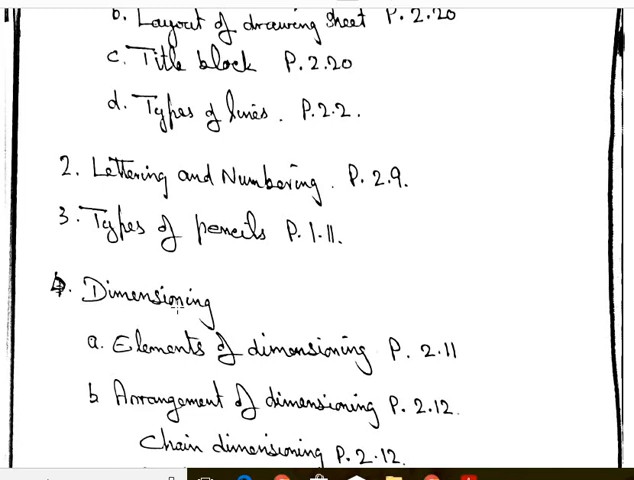 b. Layout of drawing sheet P. 2.20
c. Title block P. 2.20
d. Types of lines. P. 2.2.
2. Lettering and Numbering. P. 2.9.
3. Types of pencils P. 1.11.
4. Dimensioning
a. Elements of dimensioning P. 2.11
b Arrangement of dimensioning P. 2.12.
Chain dimensioning P. 2.12.